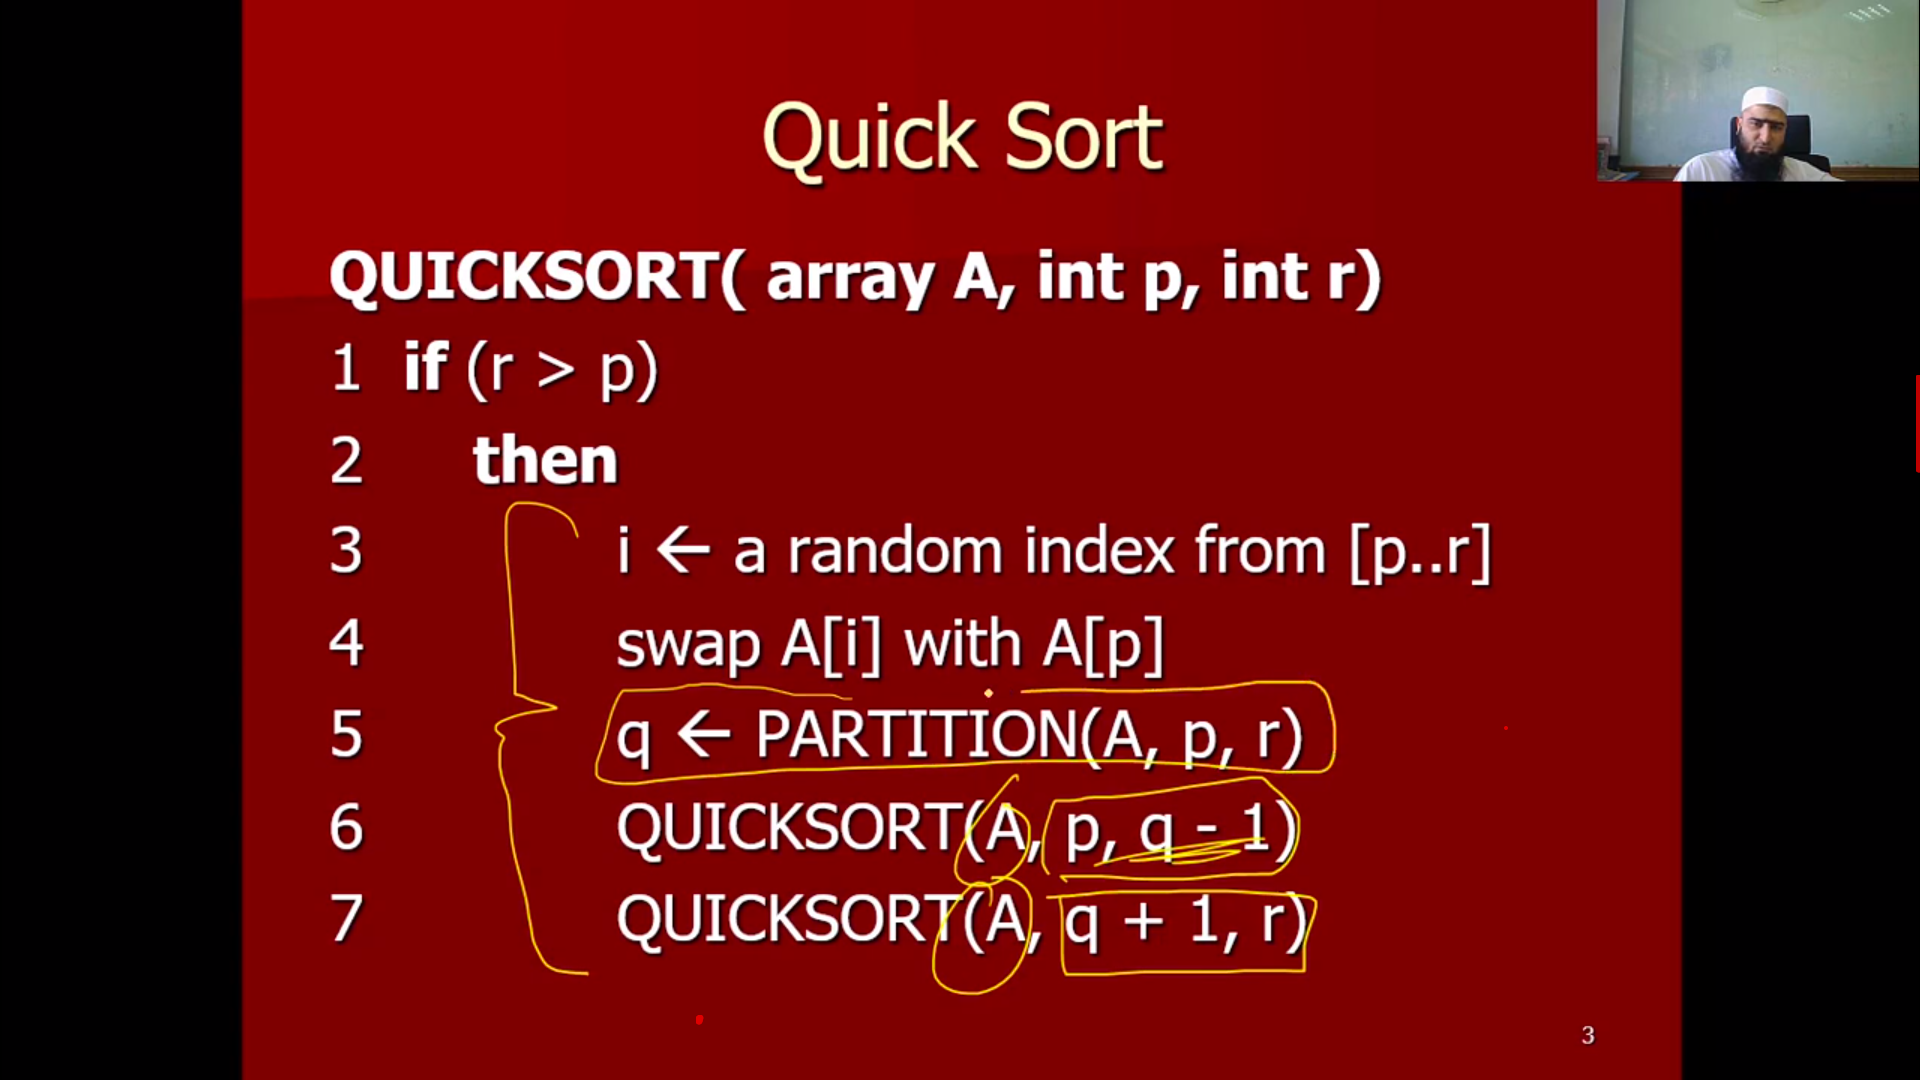 Quick Sort
QUICKSORT( array A, int p, int r)
1 if (r > p)
2 then
3 i ← a random index from [p..r]
4 swap A[i] with A[p]
5 q ← PARTITION(A, p, r)
6 QUICKSORT(A, p, q - 1)
7 QUICKSORT(A, q + 1, r)
3